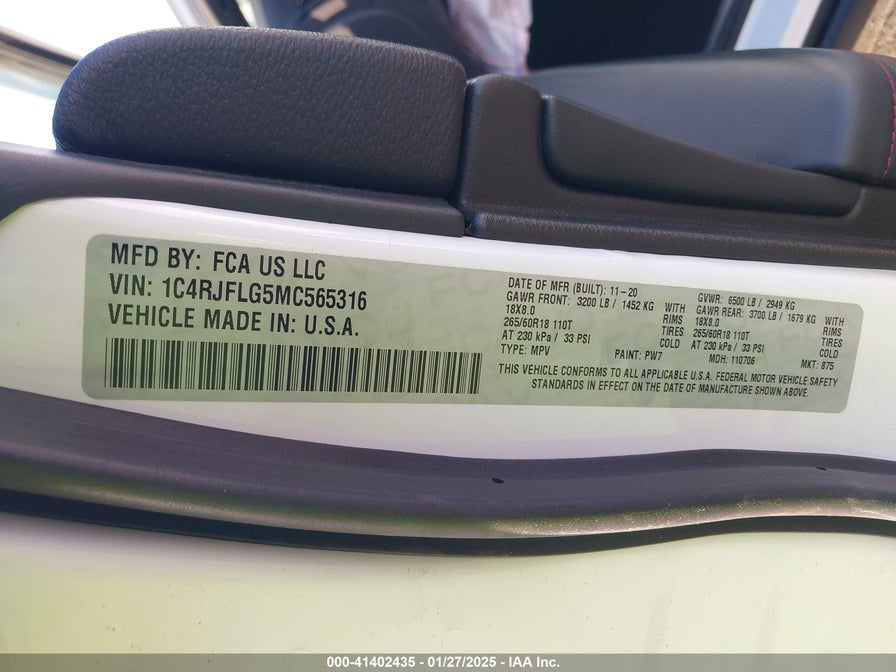 MFD BY: FCA US LLC
VIN: 1C4RJFLG5MC565316
VEHICLE MADE IN: U.S.A.
DATE OF MFR (BUILT): 11-20
GAWR FRONT: 3200 LB / 1452 KG WITH
18X8.0 RIMS
265/60R18 110T TIRES
AT 230 kPa / 33 PSI COLD
TYPE: MPV PAINT: PW7
GVWR: 6500 LB / 2949 KG
GAWR REAR: 3700 LB / 1679 KG WITH
18X8.0 RIMS
265/60R18 110T TIRES
AT 230 kPa / 33 PSI COLD
MDH: 110706 MKT: 875
THIS VEHICLE CONFORMS TO ALL APPLICABLE U.S.A. FEDERAL MOTOR VEHICLE SAFETY
STANDARDS IN EFFECT ON THE DATE OF MANUFACTURE SHOWN ABOVE.
000-41402435 - 01/27/2025 - IAA Inc.